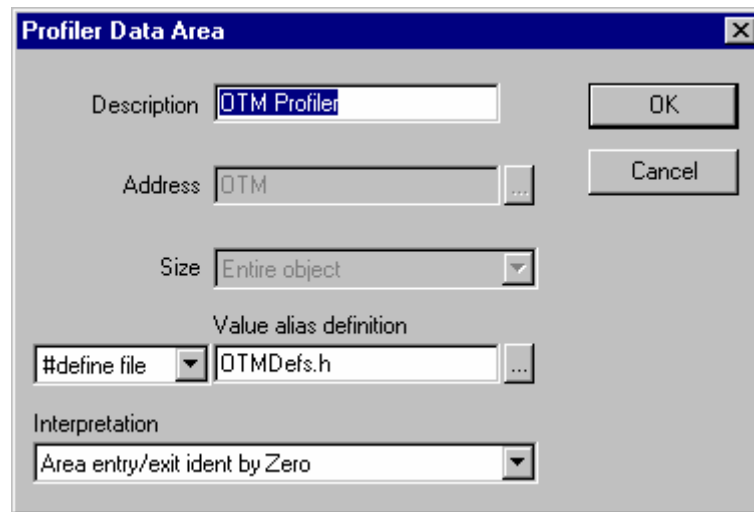 Profiler Data Area
Description OTM Profiler OK
Address OTM ... Cancel
Size Entire object
Value alias definition
#define file OTMDefs.h ...
Interpretation
Area entry/exit ident by Zero